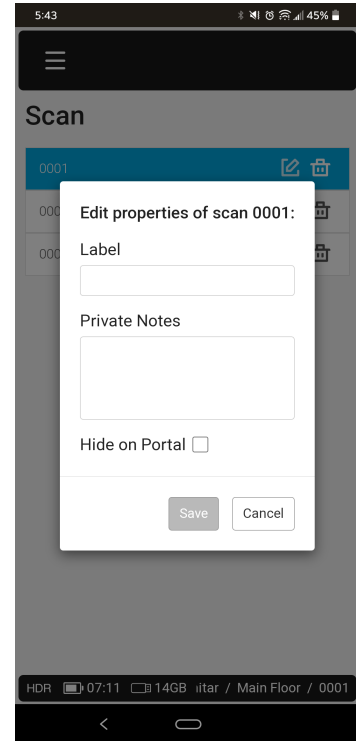 5:43 45%
Scan
0001
000
Edit properties of scan 0001:
Label
000
Private Notes
Hide on Portal
Save Cancel
HDR 07:11 14GB itar / Main Floor / 0001